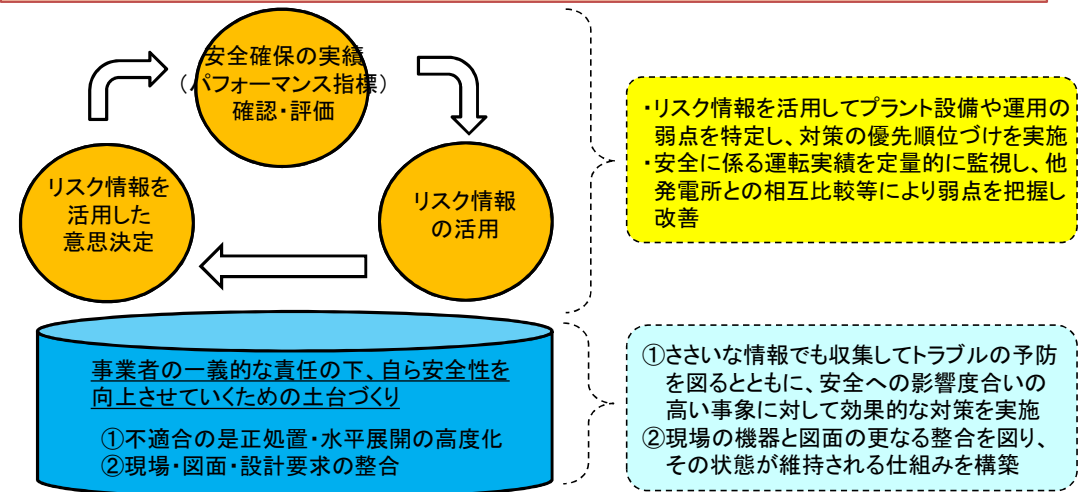 安全確保の実績
（パフォーマンス指標）
確認・評価
リスク情報
の活用
リスク情報を
活用した
意思決定
・リスク情報を活用してプラント設備や運用の
弱点を特定し、対策の優先順位づけを実施
・安全に係る運転実績を定量的に監視し、他
発電所との相互比較等により弱点を把握し
改善
事業者の一義的な責任の下、自ら安全性を
向上させていくための土台づくり
①不適合の是正処置・水平展開の高度化
②現場・図面・設計要求の整合
①ささいな情報でも収集してトラブルの予防
を図るとともに、安全への影響度合いの
高い事象に対して効果的な対策を実施
②現場の機器と図面の更なる整合を図り、
その状態が維持される仕組みを構築